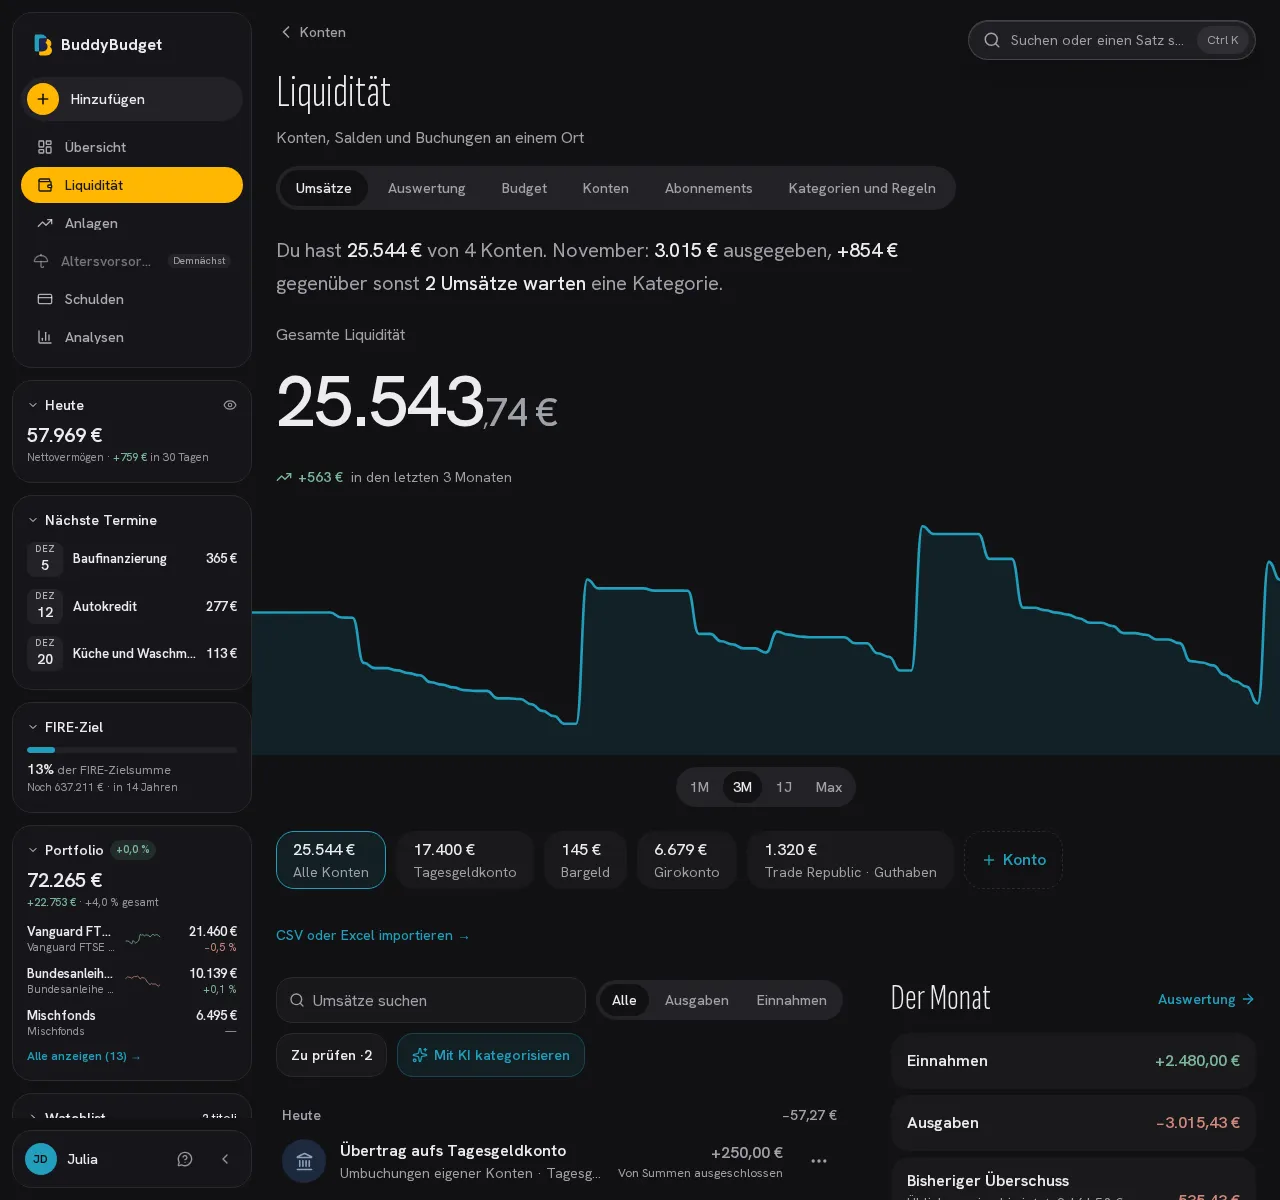 BuddyBudget
Hinzufügen
Übersicht
Liquidität
Anlagen
Altersvorsor... Demnächst
Schulden
Analysen
Heute
57.969 €
Nettovermögen · +759 € in 30 Tagen
Nächste Termine
DEZ
5 Baufinanzierung 365 €
DEZ
12 Autokredit 277 €
DEZ
20 Küche und Waschm... 113 €
FIRE-Ziel
13% der FIRE-Zielsumme
Noch 637.211 € · in 14 Jahren
Portfolio +0,0 %
72.265 €
+22.753 € · +4,0 % gesamt
Vanguard FT... 21.460 €
Vanguard FTSE ... −0,5 %
Bundesanleih... 10.139 €
Bundesanleihe ... +0,1 %
Mischfonds 6.495 €
Mischfonds —
Alle anzeigen (13) →
Watchlist
JD Julia
Konten
Suchen oder einen Satz s... Ctrl K
Liquidität
Konten, Salden und Buchungen an einem Ort
Umsätze Auswertung Budget Konten Abonnements Kategorien und Regeln
Du hast 25.544 € von 4 Konten. November: 3.015 € ausgegeben, +854 €
gegenüber sonst 2 Umsätze warten eine Kategorie.
Gesamte Liquidität
25.543,74 €
+563 € in den letzten 3 Monaten
1M 3M 1J Max
25.544 €
Alle Konten
17.400 €
Tagesgeldkonto
145 €
Bargeld
6.679 €
Girokonto
1.320 €
Trade Republic · Guthaben
+ Konto
CSV oder Excel importieren →
Umsätze suchen
Alle Ausgaben Einnahmen
Zu prüfen ·2
Mit KI kategorisieren
Heute −57,27 €
Übertrag aufs Tagesgeldkonto +250,00 €
Umbuchungen eigener Konten · Tagesg... Von Summen ausgeschlossen
Der Monat Auswertung →
Einnahmen +2.480,00 €
Ausgaben −3.015,43 €
Bisheriger Überschuss